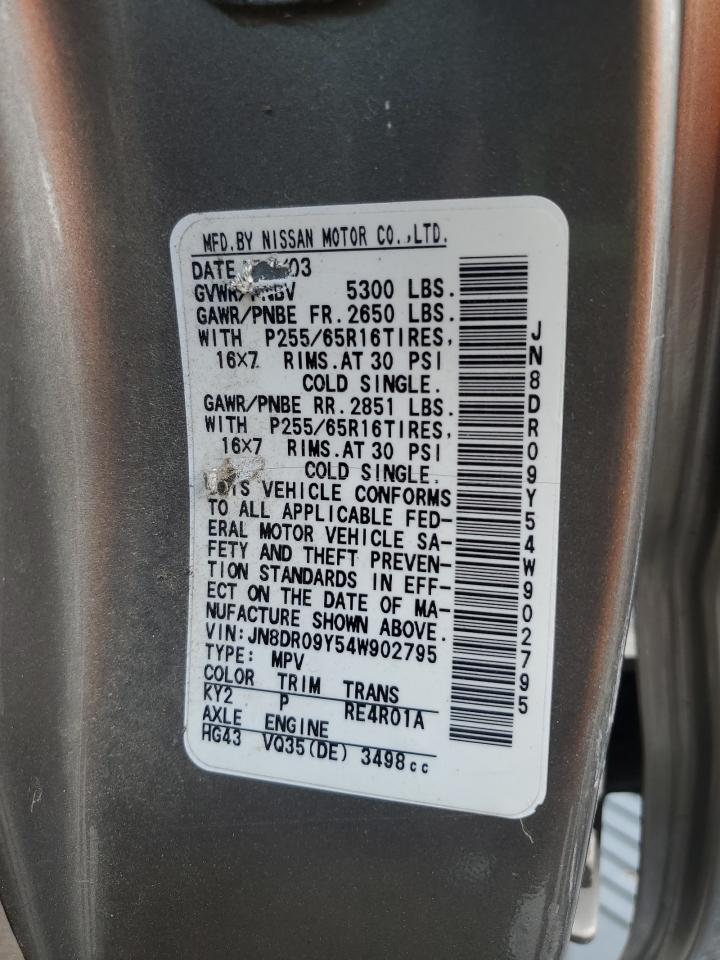 MFD.BY NISSAN MOTOR CO.,LTD.
DATE /03
GVWR/PNBV 5300 LBS.
GAWR/PNBE FR.2650 LBS.
WITH P255/65R16TIRES,
16×7 RIMS.AT 30 PSI
COLD SINGLE.
GAWR/PNBE RR.2851 LBS.
WITH P255/65R16TIRES,
16×7 RIMS.AT 30 PSI
COLD SINGLE.
VEHICLE CONFORMS
TO ALL APPLICABLE FED-
ERAL MOTOR VEHICLE SA-
FETY AND THEFT PREVEN-
TION STANDARDS IN EFF-
ECT ON THE DATE OF MA-
NUFACTURE SHOWN ABOVE.
VIN:JN8DR09Y54W902795
TYPE: MPV
COLOR TRIM TRANS
KY2 P RE4R01A
AXLE ENGINE
HG43 VQ35(DE) 3498cc
JN8DR09Y54W902795